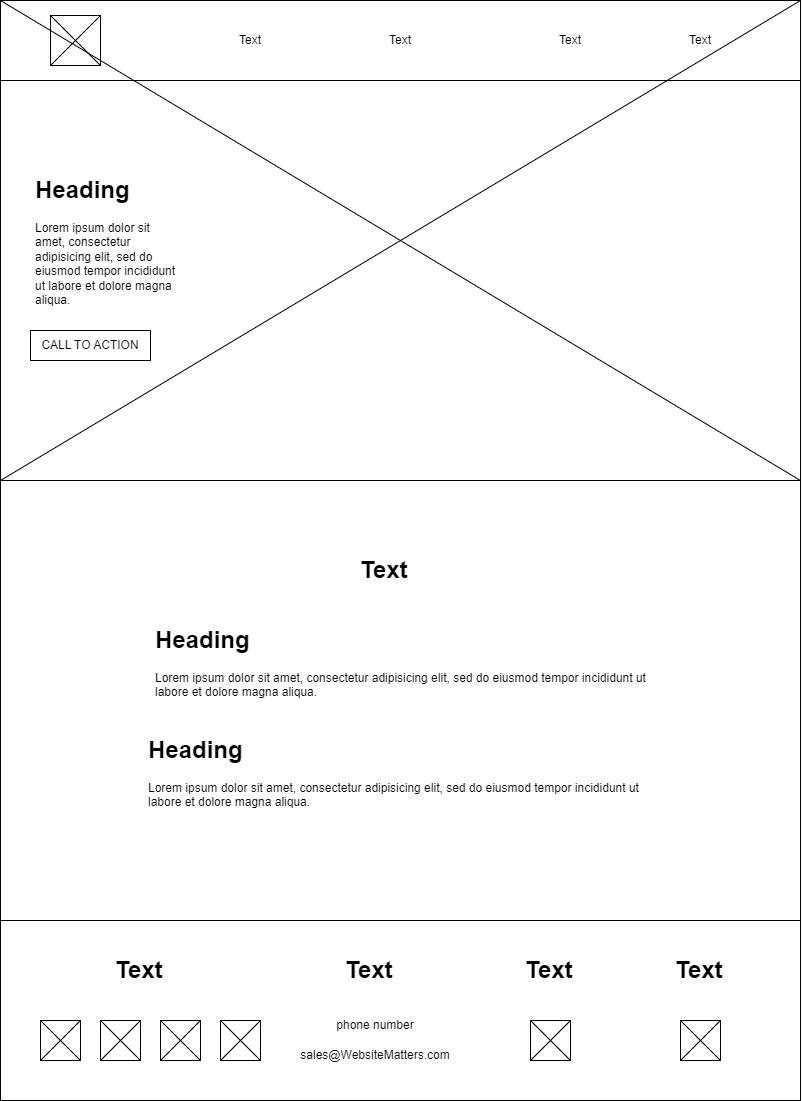 Text Text Text Text
Heading
Lorem ipsum dolor sit
amet, consectetur
adipisicing elit, sed do
eiusmod tempor incididunt
ut labore et dolore magna
aliqua.
CALL TO ACTION
Text
Heading
Lorem ipsum dolor sit amet, consectetur adipisicing elit, sed do eiusmod tempor incididunt ut
labore et dolore magna aliqua.
Heading
Lorem ipsum dolor sit amet, consectetur adipisicing elit, sed do eiusmod tempor incididunt ut
labore et dolore magna aliqua.
Text Text Text Text
phone number
sales@WebsiteMatters.com